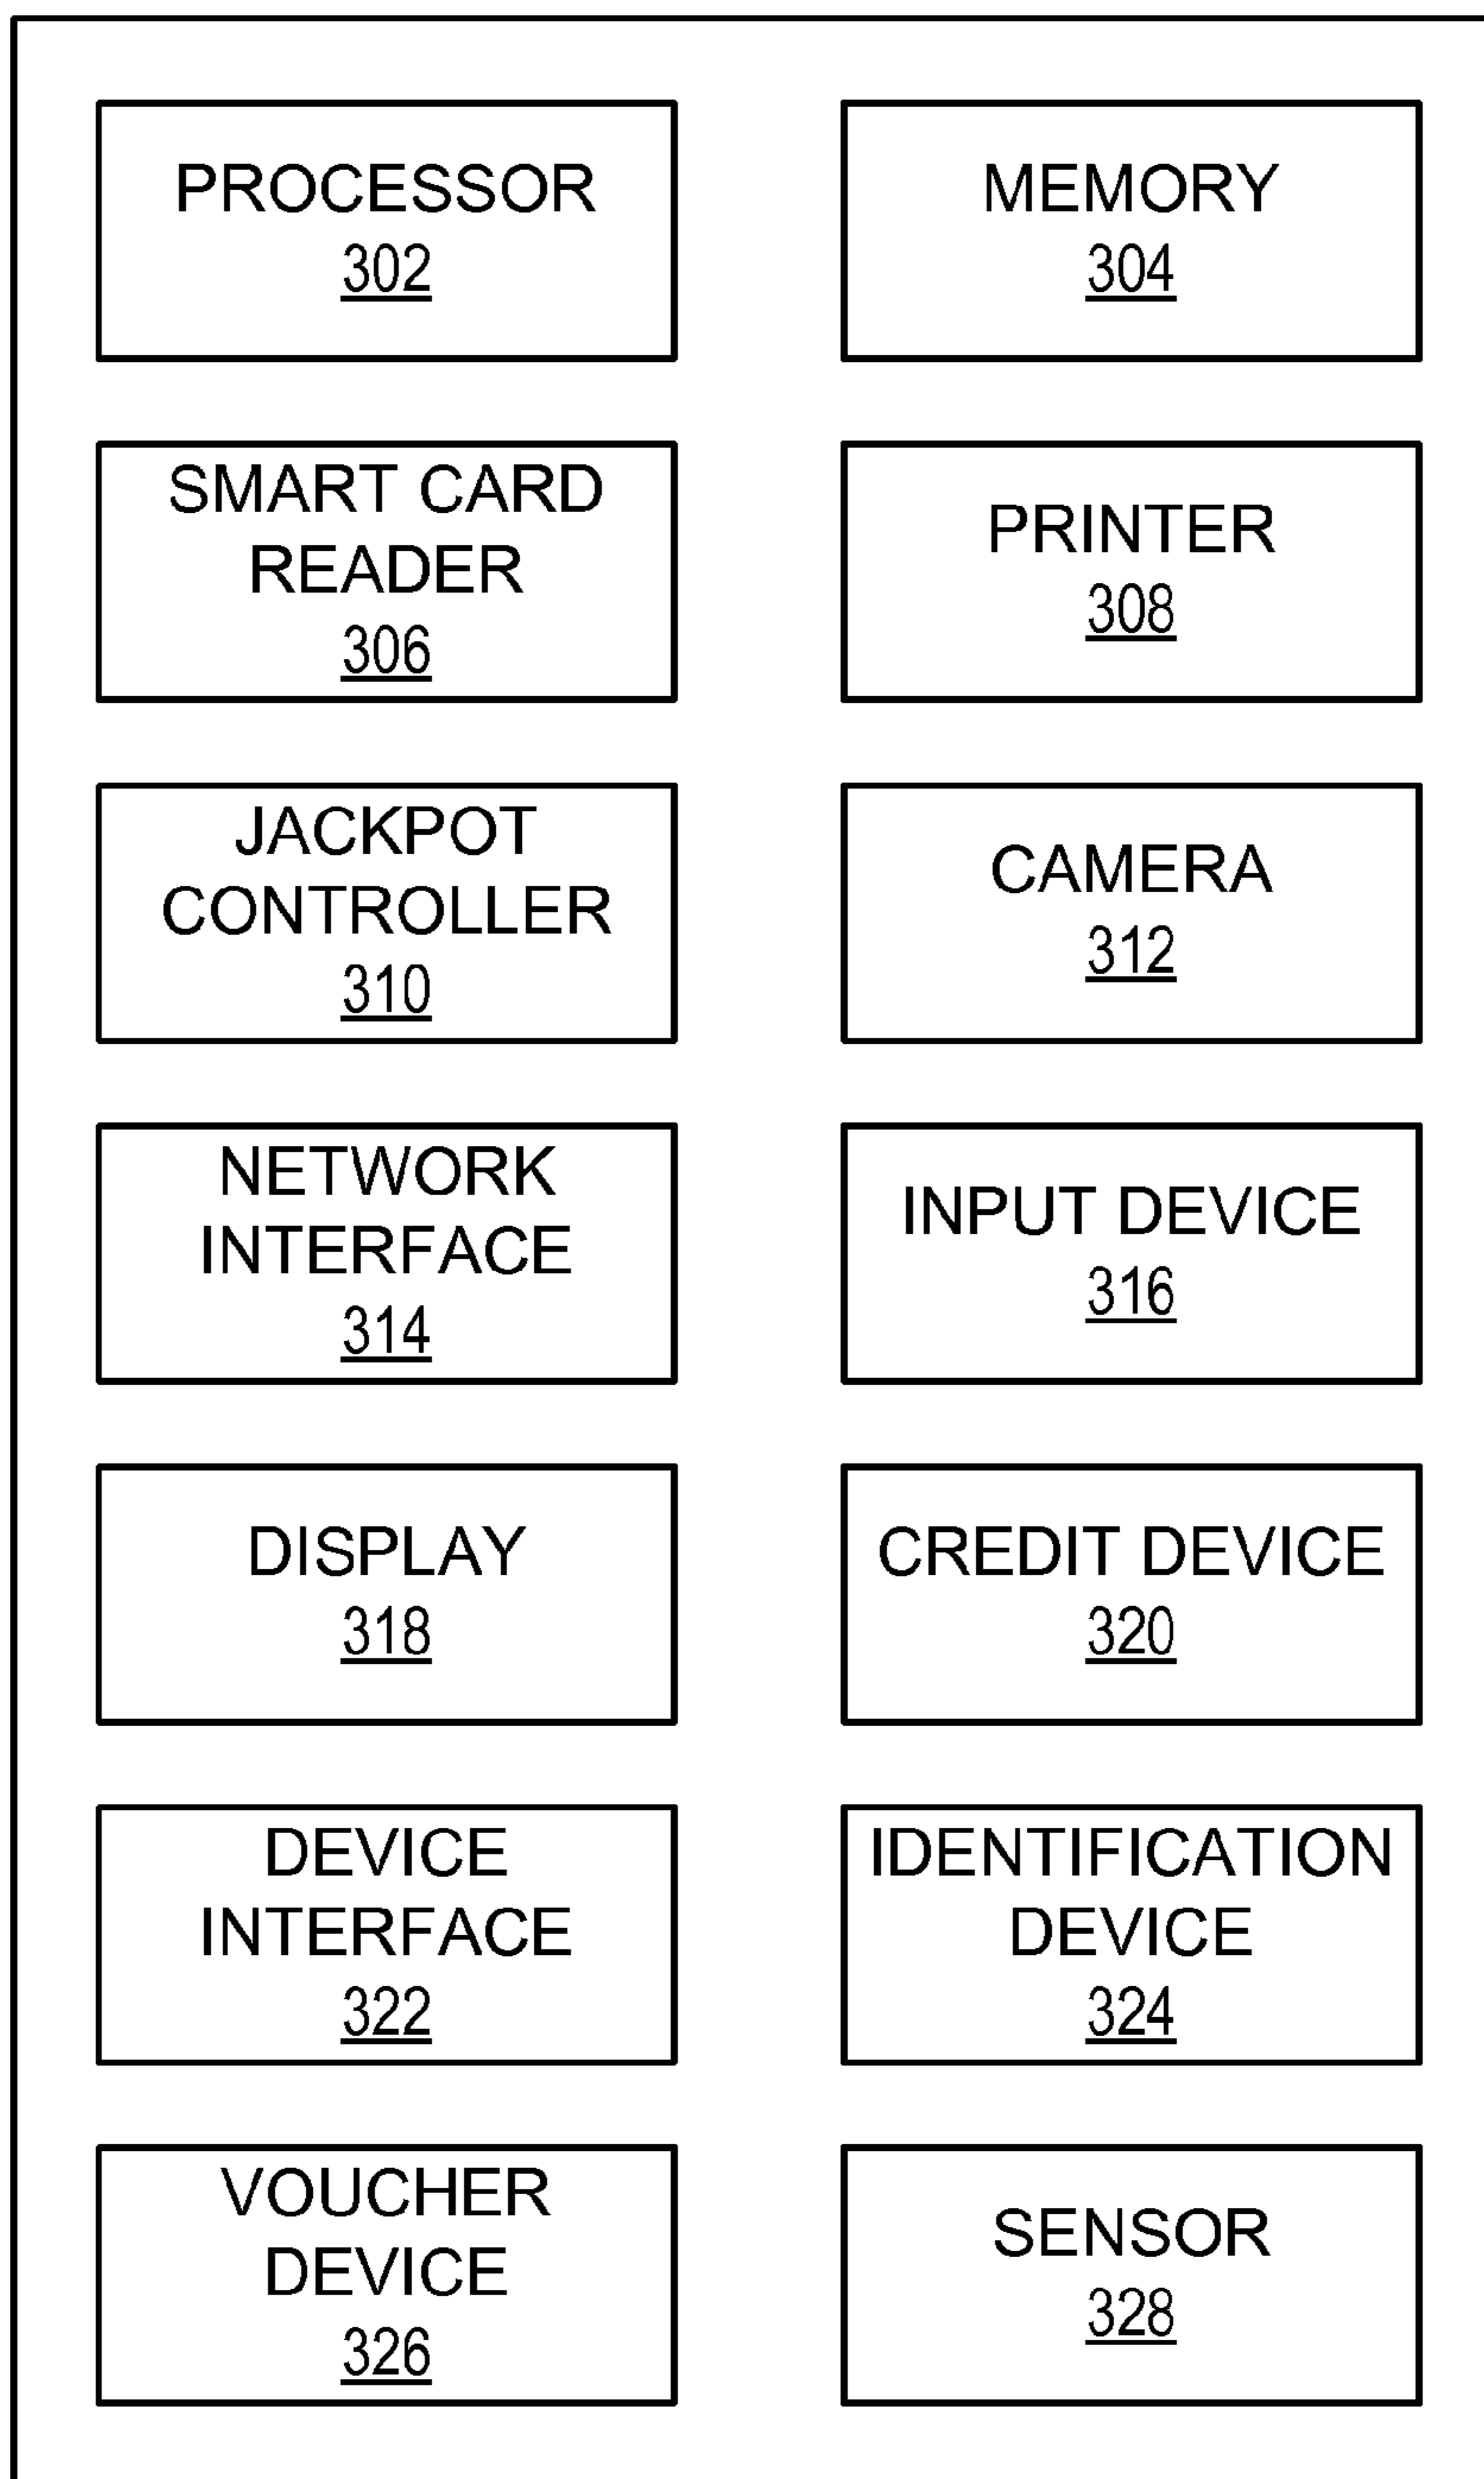 PROCESSOR
302
MEMORY
304
SMART CARD
READER
306
PRINTER
308
JACKPOT
CONTROLLER
310
CAMERA
312
NETWORK
INTERFACE
314
INPUT DEVICE
316
DISPLAY
318
CREDIT DEVICE
320
DEVICE
INTERFACE
322
IDENTIFICATION
DEVICE
324
VOUCHER
DEVICE
326
SENSOR
328